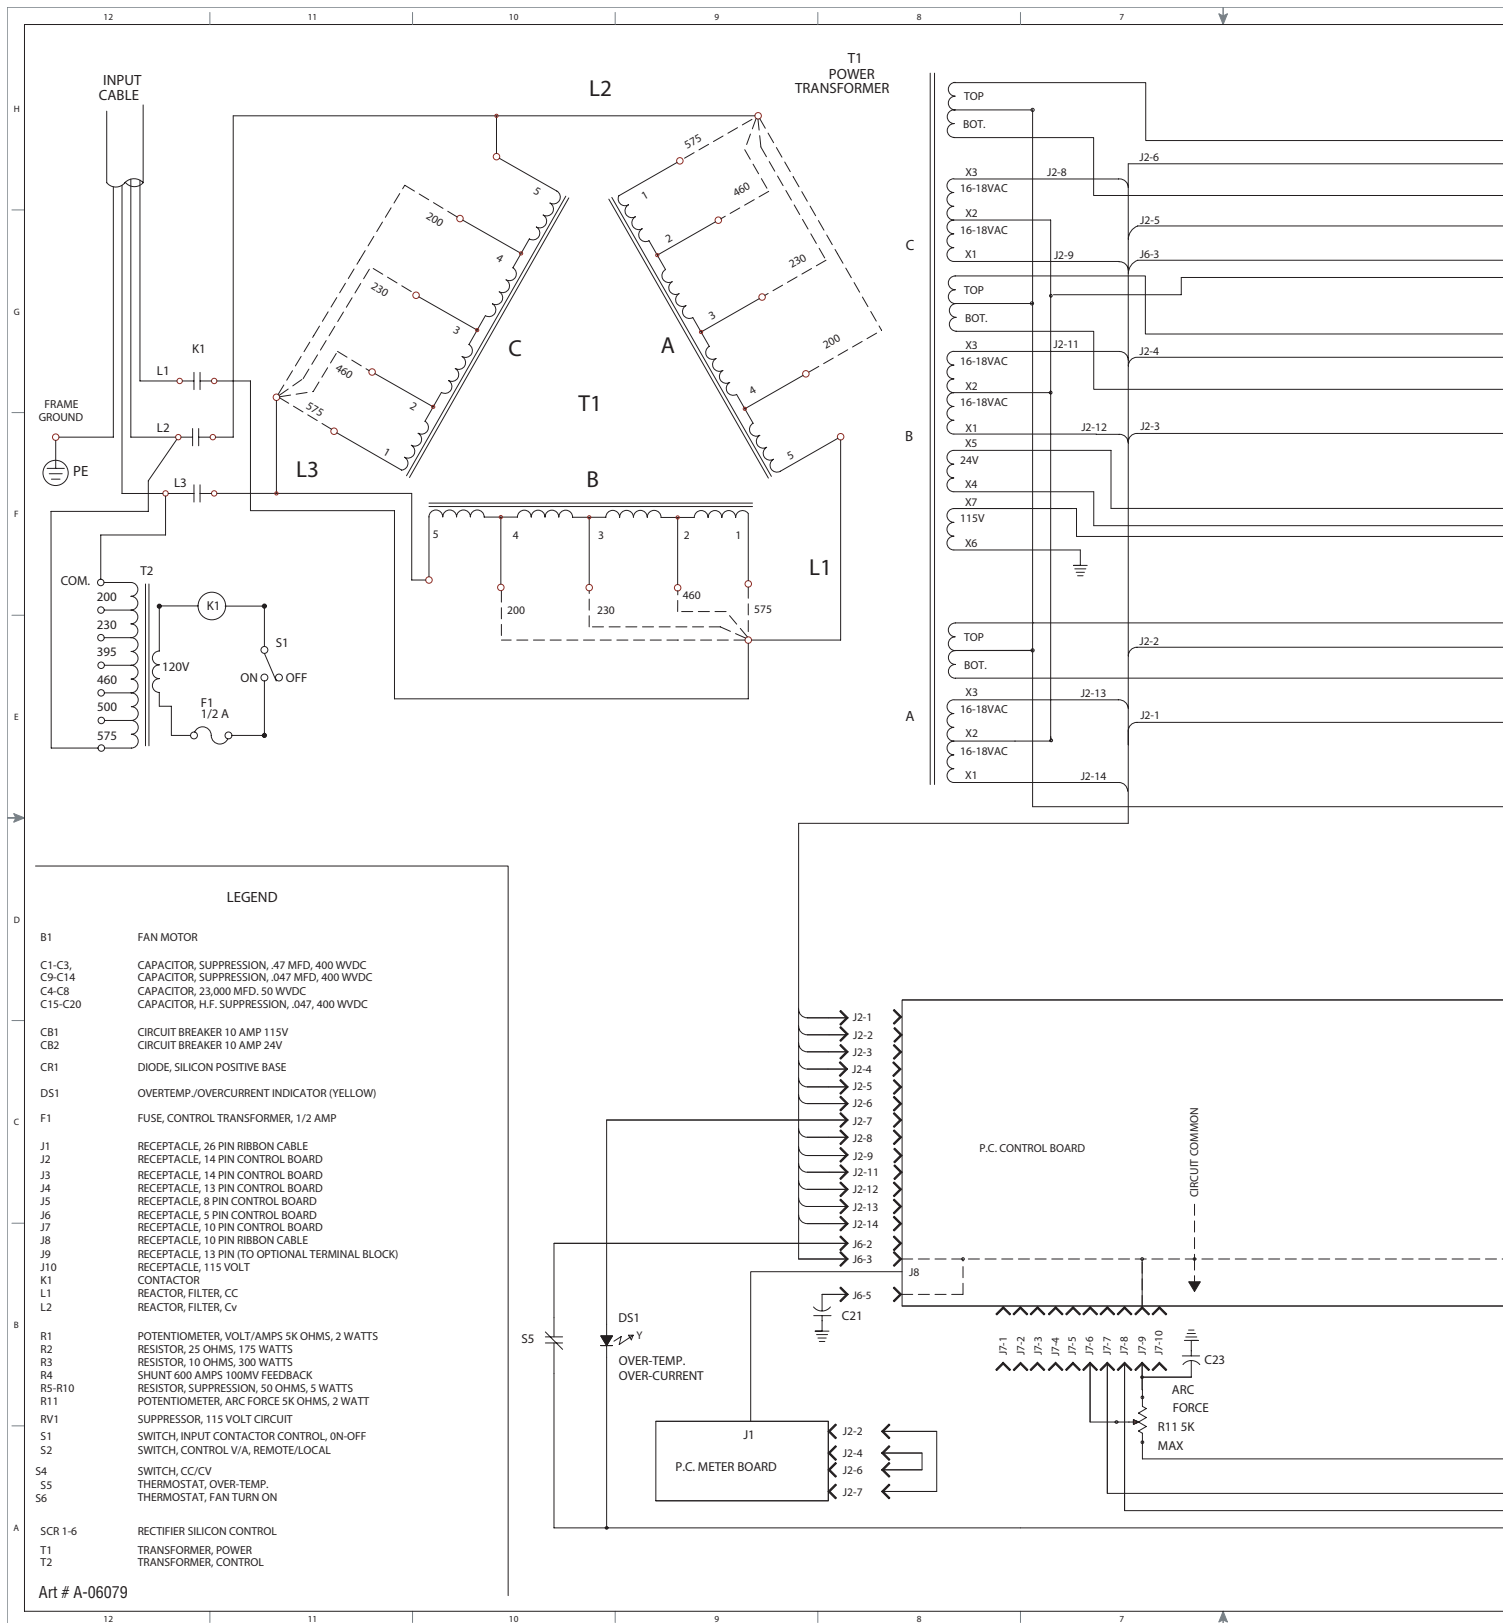 12
11
10
9
8
7
H
G
F
E
D
C
B
A
INPUT
CABLE
L2
T1
POWER
TRANSFORMER
575
460
230
200
1
2
3
4
5
A
5
4
3
2
1
200
230
460
575
C
T1
L3
K1
L1
L2
L3
FRAME
GROUND
PE
B
5
4
3
2
1
200
230
460
575
L1
COM.
200
230
395
460
500
575
T2
120V
K1
S1
ON
OFF
F1
1/2 A
C
TOP
BOT.
X3
J2-8
16-18VAC
X2
16-18VAC
X1
J2-9
J2-6
J2-5
J6-3
B
TOP
BOT.
X3
J2-11
16-18VAC
X2
16-18VAC
X1
J2-12
J2-4
J2-3
X5
24V
X4
X7
115V
X6
A
TOP
BOT.
X3
J2-13
16-18VAC
X2
16-18VAC
X1
J2-14
J2-2
J2-1
LEGEND
B1 FAN MOTOR
C1-C3, CAPACITOR, SUPPRESSION, .47 MFD, 400 WVDC
C9-C14 CAPACITOR, SUPPRESSION, .047 MFD, 400 WVDC
C4-C8 CAPACITOR, 23,000 MFD. 50 WVDC
C15-C20 CAPACITOR, H.F. SUPPRESSION, .047, 400 WVDC
CB1 CIRCUIT BREAKER 10 AMP 115V
CB2 CIRCUIT BREAKER 10 AMP 24V
CR1 DIODE, SILICON POSITIVE BASE
DS1 OVERTEMP./OVERCURRENT INDICATOR (YELLOW)
F1 FUSE, CONTROL TRANSFORMER, 1/2 AMP
J1 RECEPTACLE, 26 PIN RIBBON CABLE
J2 RECEPTACLE, 14 PIN CONTROL BOARD
J3 RECEPTACLE, 14 PIN CONTROL BOARD
J4 RECEPTACLE, 13 PIN CONTROL BOARD
J5 RECEPTACLE, 8 PIN CONTROL BOARD
J6 RECEPTACLE, 5 PIN CONTROL BOARD
J7 RECEPTACLE, 10 PIN CONTROL BOARD
J8 RECEPTACLE, 10 PIN RIBBON CABLE
J9 RECEPTACLE, 13 PIN (TO OPTIONAL TERMINAL BLOCK)
J10 RECEPTACLE, 115 VOLT
K1 CONTACTOR
L1 REACTOR, FILTER, CC
L2 REACTOR, FILTER, Cv
R1 POTENTIOMETER, VOLT/AMPS 5K OHMS, 2 WATTS
R2 RESISTOR, 25 OHMS, 175 WATTS
R3 RESISTOR, 10 OHMS, 300 WATTS
R4 SHUNT 600 AMPS 100MV FEEDBACK
R5-R10 RESISTOR, SUPPRESSION, 50 OHMS, 5 WATTS
R11 POTENTIOMETER, ARC FORCE 5K OHMS, 2 WATT
RV1 SUPPRESSOR, 115 VOLT CIRCUIT
S1 SWITCH, INPUT CONTACTOR CONTROL, 0N-OFF
S2 SWITCH, CONTROL V/A, REMOTE/LOCAL
S4 SWITCH, CC/CV
S5 THERMOSTAT, OVER-TEMP.
S6 THERMOSTAT, FAN TURN ON
SCR 1-6 RECTIFIER SILICON CONTROL
T1 TRANSFORMER, POWER
T2 TRANSFORMER, CONTROL
Art # A-06079
J2-1
J2-2
J2-3
J2-4
J2-5
J2-6
J2-7
J2-8
J2-9
J2-11
J2-12
J2-13
J2-14
J6-2
J6-3
J6-5
J8
C21
P.C. CONTROL BOARD
CIRCUIT COMMON
S5
DS1
Y
OVER-TEMP.
OVER-CURRENT
J7-1
J7-2
J7-3
J7-4
J7-5
J7-6
J7-7
J7-8
J7-9
J7-10
C23
ARC
FORCE
R11 5K
MAX
J1
P.C. METER BOARD
J2-2
J2-4
J2-6
J2-7
12
11
10
9
8
7